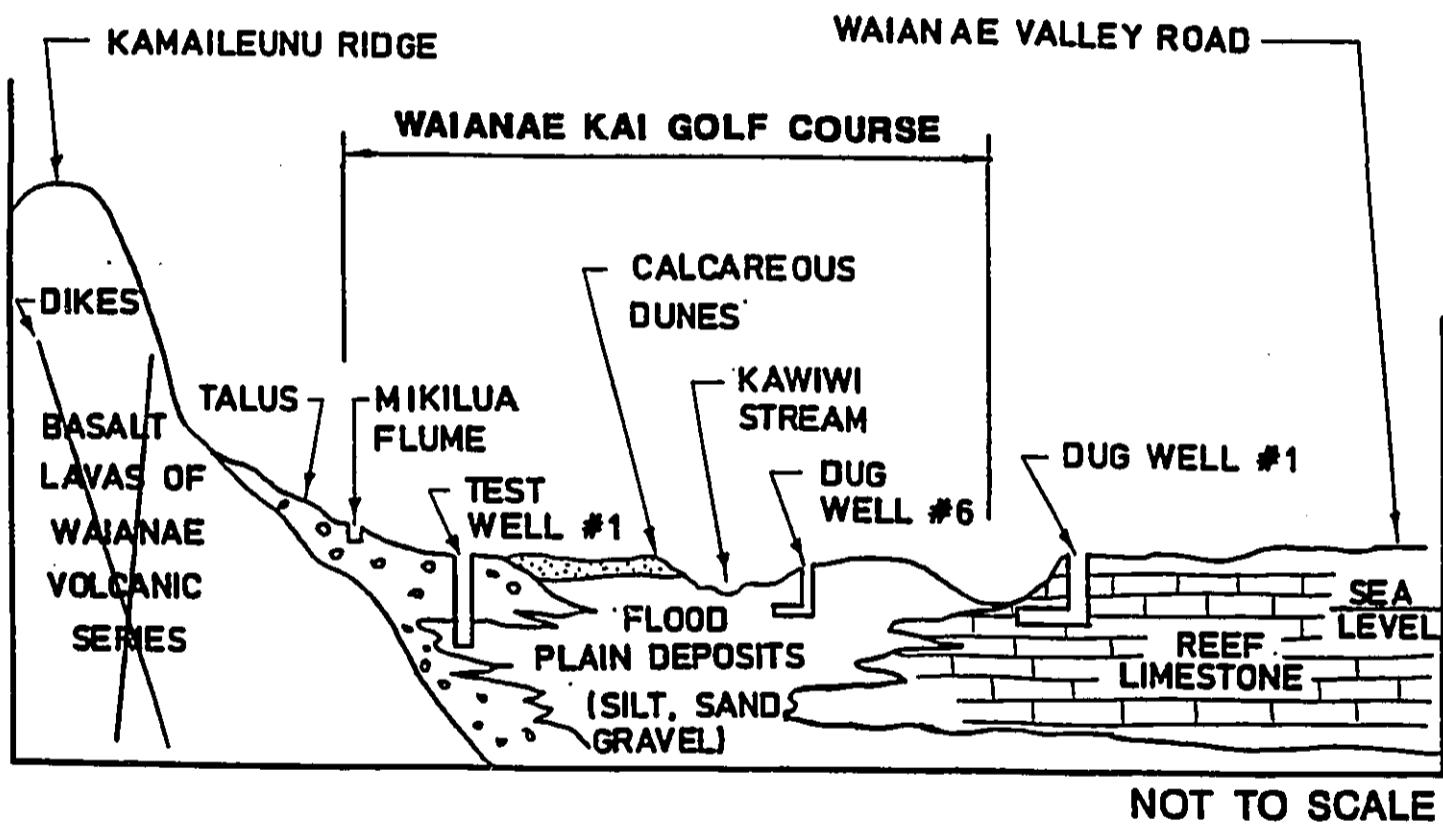 KAMAILEUNU RIDGE
WAIANAE VALLEY ROAD
WAIANAE KAI GOLF COURSE
DIKES
CALCAREOUS
DUNES
KAWIWI
STREAM
TALUS
MIKILUA
FLUME
BASALT
LAVAS OF
WAIANAE
VOLCANIC
SERIES
TEST
WELL #1
DUG
WELL #6
DUG WELL #1
FLOOD
PLAIN DEPOSITS
(SILT, SAND,
GRAVEL)
SEA
LEVEL
REEF
LIMESTONE
NOT TO SCALE